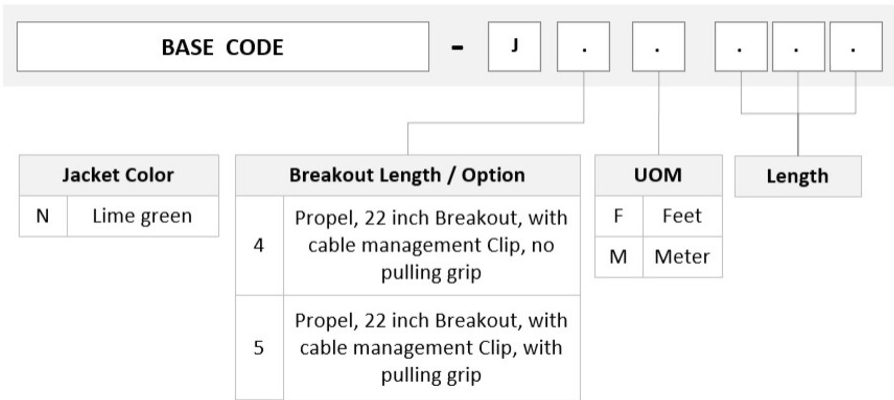 BASE CODE - J . . . . .
Jacket Color
N Lime green
Breakout Length / Option
4 Propel, 22 inch Breakout, with
cable management Clip, no
pulling grip
5 Propel, 22 inch Breakout, with
cable management Clip, with
pulling grip
UOM
F Feet
M Meter
Length